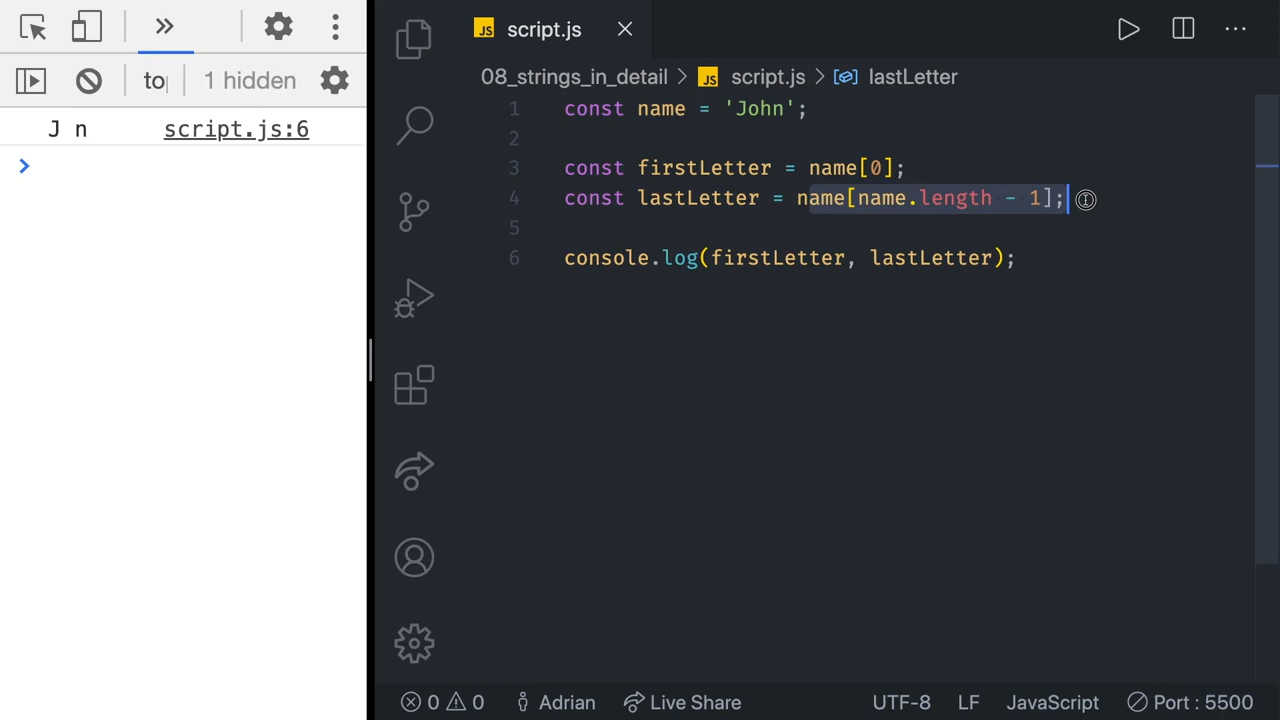 to
1 hidden
J n script.js:6
JS script.js
08_strings_in_detail JS script.js lastLetter
1 const name = 'John';
2
3 const firstLetter = name[0];
4 const lastLetter = name[name.length - 1];
5
6 console.log(firstLetter, lastLetter);
0 0 Adrian Live Share UTF-8 LF JavaScript Port : 5500